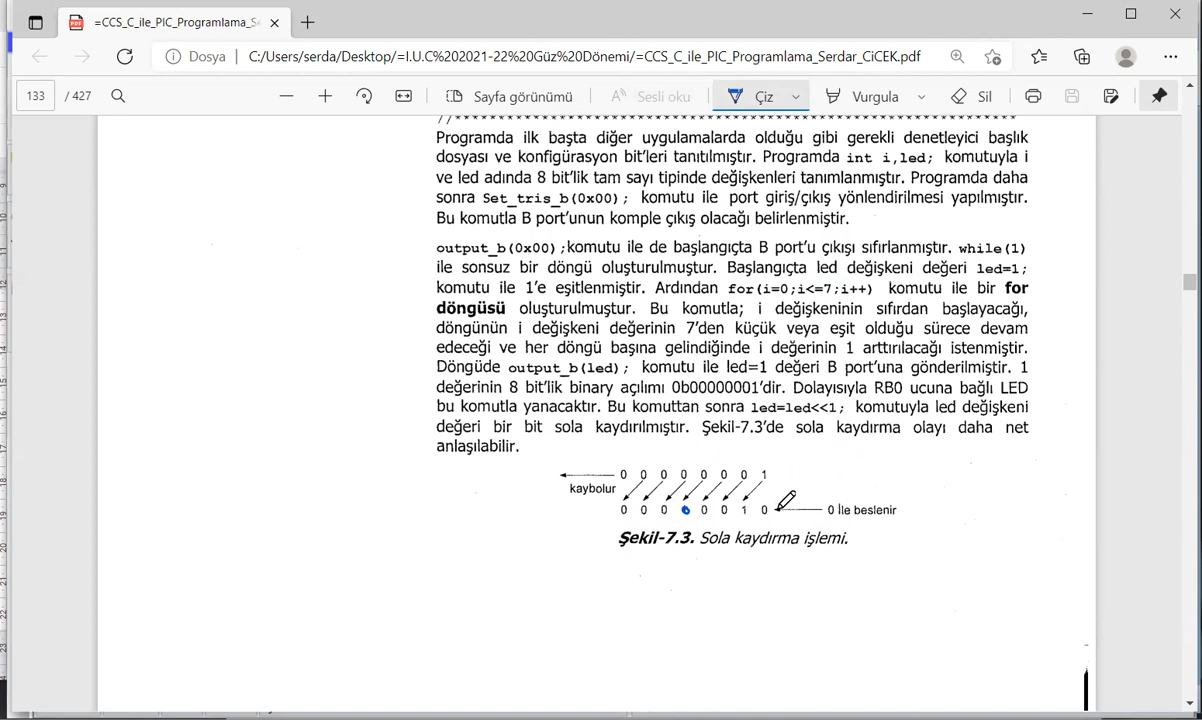 =CCS_C_ile_PIC_Programlama_S
Dosya
C:/Users/serda/Desktop/=I.U.C%202021-22%20Güz%20Dönemi/=CCS_C_ile_PIC_Programlama_Serdar_CiCEK.pdf
133 / 427
Sayfa görünümü
Sesli oku
Çiz
Vurgula
Sil
//**********************************************************************
Programda ilk başta diğer uygulamalarda olduğu gibi gerekli denetleyici başlık
dosyası ve konfigürasyon bit'leri tanıtılmıştır. Programda int i,led; komutuyla i
ve led adında 8 bit'lik tam sayı tipinde değişkenleri tanımlanmıştır. Programda daha
sonra Set_tris_b(0x00); komutu ile port giriş/çıkış yönlendirilmesi yapılmıştır.
Bu komutla B port'unun komple çıkış olacağı belirlenmiştir.
output_b(0x00);komutu ile de başlangıçta B port'u çıkışı sıfırlanmıştır. while(1)
ile sonsuz bir döngü oluşturulmuştur. Başlangıçta led değişkeni değeri led=1;
komutu ile 1'e eşitlenmiştir. Ardından for(i=0;i<=7;i++) komutu ile bir for
döngüsü oluşturulmuştur. Bu komutla; i değişkeninin sıfırdan başlayacağı,
döngünün i değişkeni değerinin 7'den küçük veya eşit olduğu sürece devam
edeceği ve her döngü başına gelindiğinde i değerinin 1 arttırılacağı istenmiştir.
Döngüde output_b(led); komutu ile led=1 değeri B port'una gönderilmiştir. 1
değerinin 8 bit'lik binary açılımı 0b00000001'dir. Dolayısıyla RB0 ucuna bağlı LED
bu komutla yanacaktır. Bu komuttan sonra led=led<<1; komutuyla led değişkeni
değeri bir bit sola kaydırılmıştır. Şekil-7.3'de sola kaydırma olayı daha net
anlaşılabilir.
0 0 0 0 0 0 0 1
kaybolur
0 0 0 0 0 0 1 0 0 İle beslenir
Şekil-7.3. Sola kaydırma işlemi.